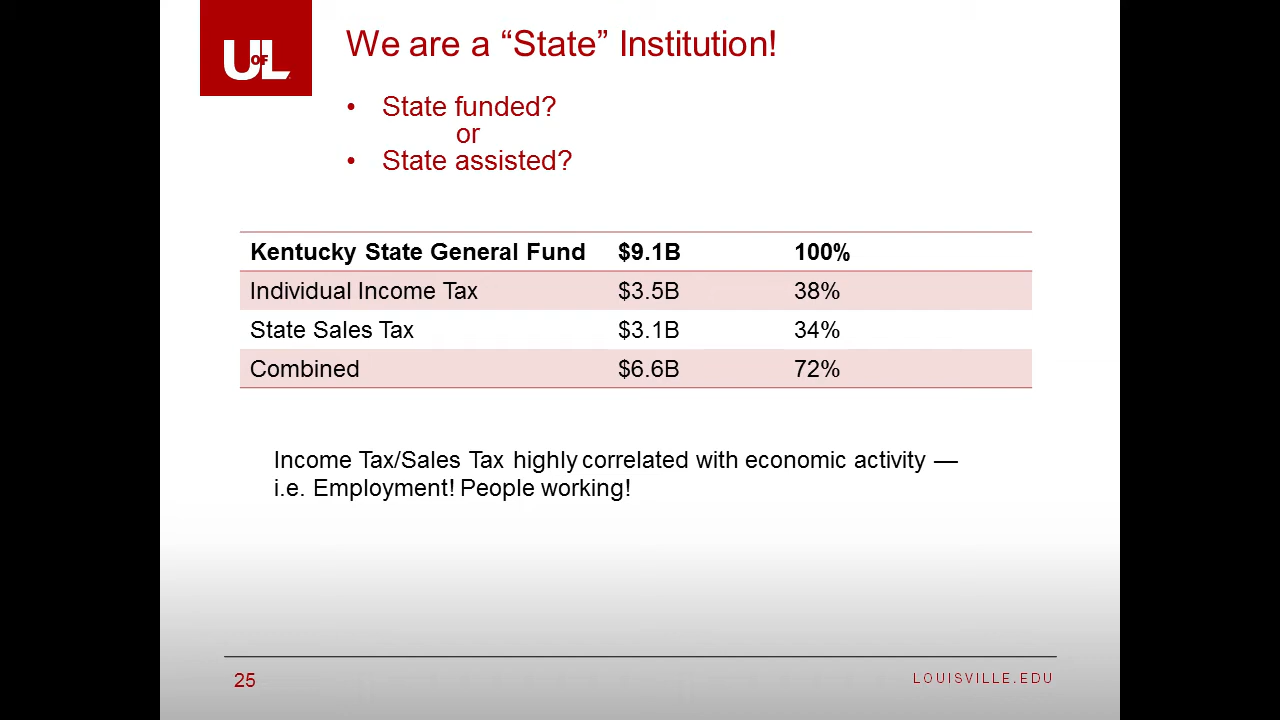 UofL
We are a “State” Institution!
• State funded?
or
• State assisted?
Kentucky State General Fund $9.1B 100%
Individual Income Tax $3.5B 38%
State Sales Tax $3.1B 34%
Combined $6.6B 72%
Income Tax/Sales Tax highly correlated with economic activity —
i.e. Employment! People working!
25 LOUISVILLE.EDU